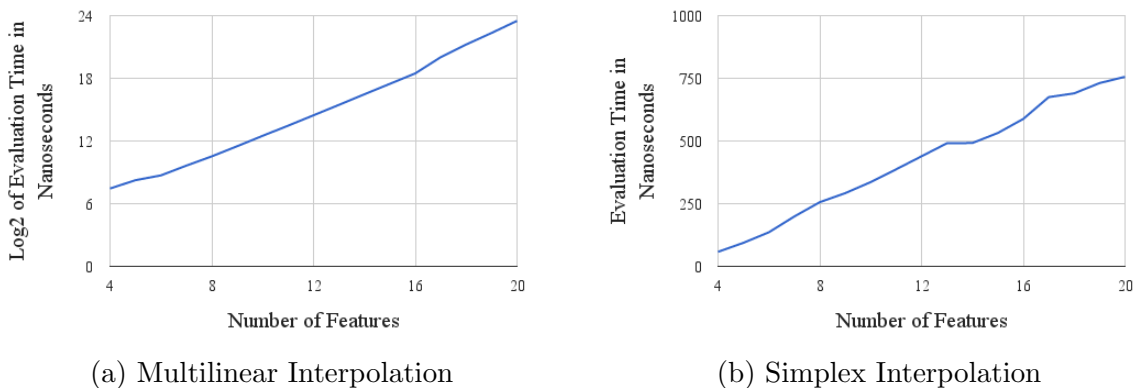 Log2 of Evaluation Time in
Nanoseconds
24
18
12
6
0
4
8
12
16
20
Number of Features
(a) Multilinear Interpolation
Evaluation Time in
Nanoseconds
1000
750
500
250
0
4
8
12
16
20
Number of Features
(b) Simplex Interpolation